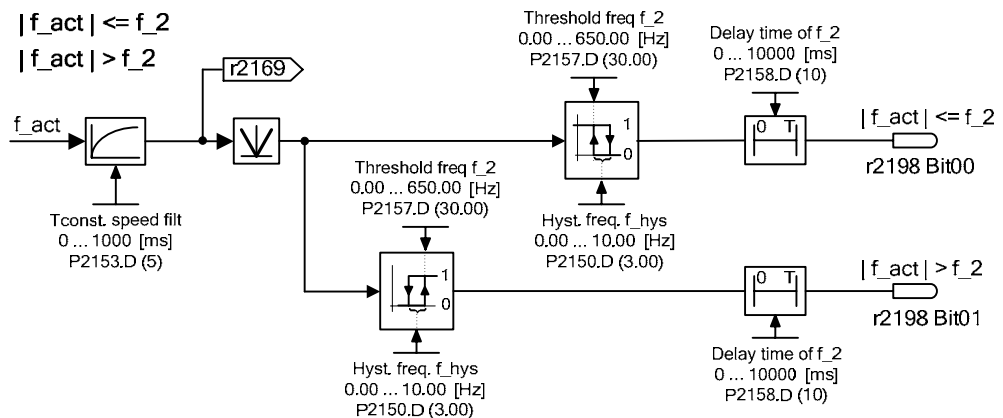 | f_act | <= f_2
| f_act | > f_2
r2169
f_act
Tconst. speed filt
0 ... 1000 [ms]
P2153.D (5)
Threshold freq f_2
0.00 ... 650.00 [Hz]
P2157.D (30.00)
1
0
Hyst. freq. f_hys
0.00 ... 10.00 [Hz]
P2150.D (3.00)
Delay time of f_2
0 ... 10000 [ms]
P2158.D (10)
0 T
| f_act | <= f_2
r2198 Bit00
Threshold freq f_2
0.00 ... 650.00 [Hz]
P2157.D (30.00)
1
0
Hyst. freq. f_hys
0.00 ... 10.00 [Hz]
P2150.D (3.00)
0 T
Delay time of f_2
0 ... 10000 [ms]
P2158.D (10)
| f_act | > f_2
r2198 Bit01